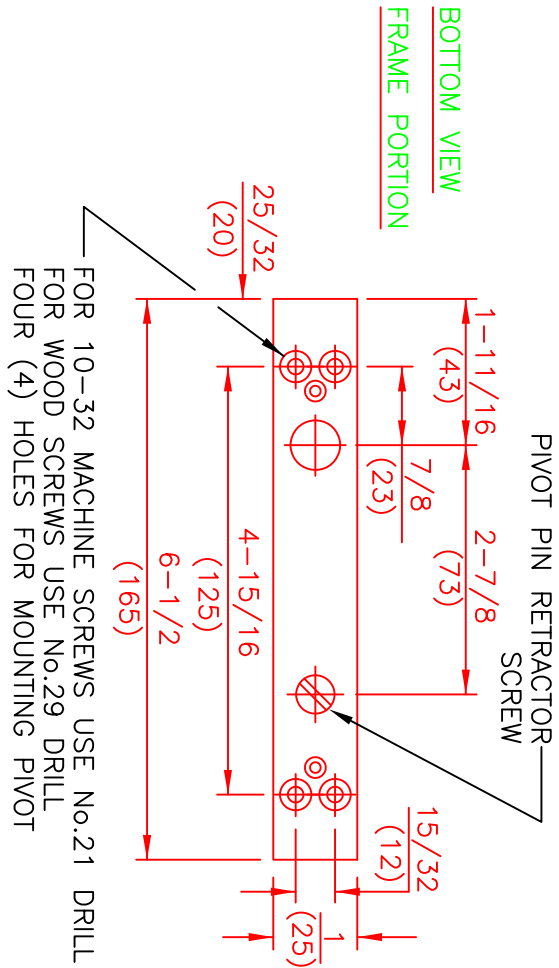 BOTTOM VIEW
FRAME PORTION
PIVOT PIN RETRACTOR
SCREW
1-11/16
(43)
2-7/8
(73)
7/8
(23)
25/32
(20)
15/32
(12)
1
(25)
4-15/16
(125)
6-1/2
(165)
FOR 10-32 MACHINE SCREWS USE No.21 DRILL
FOR WOOD SCREWS USE No.29 DRILL
FOUR (4) HOLES FOR MOUNTING PIVOT